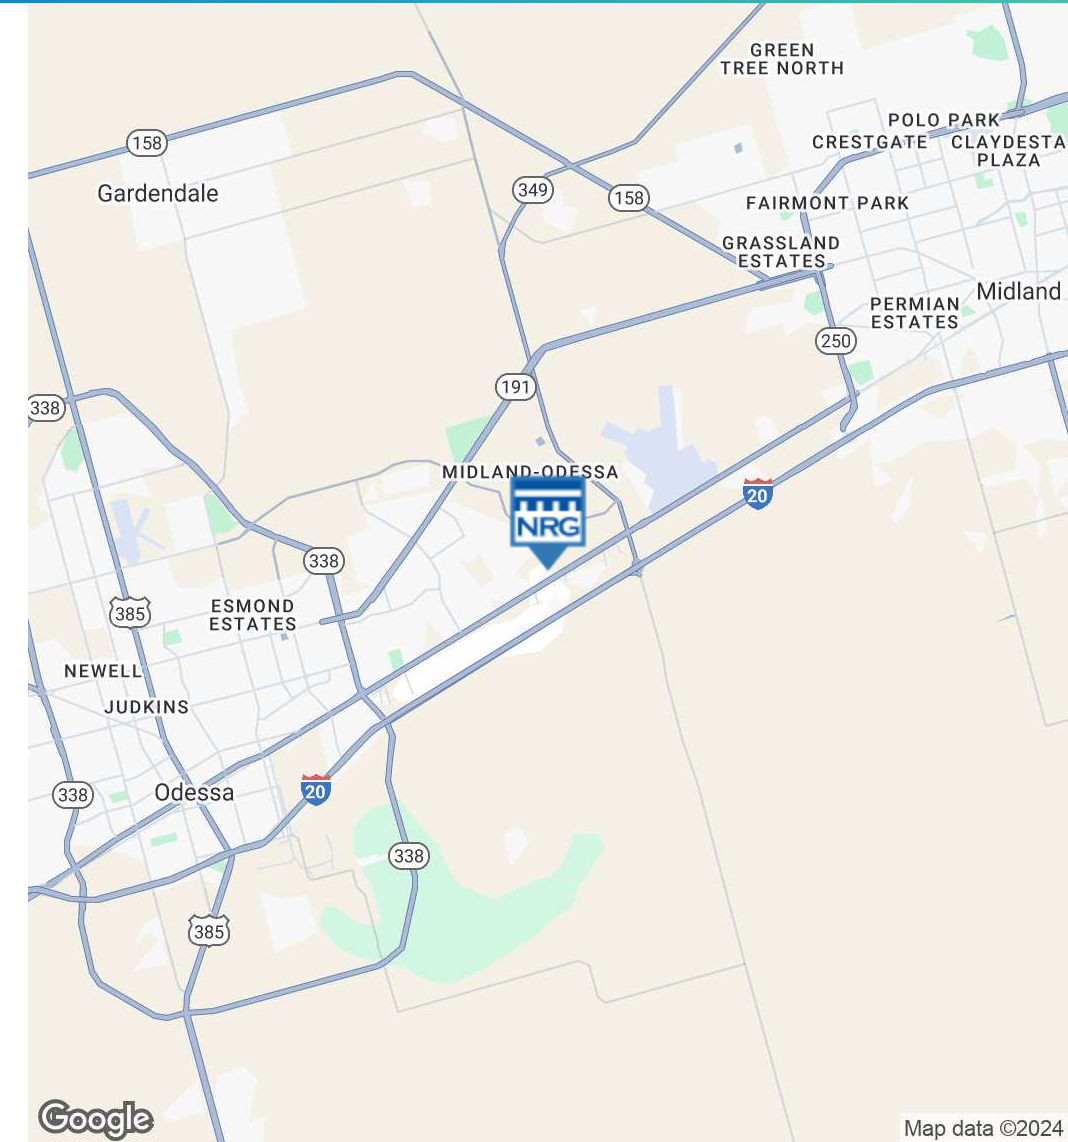 GREEN
TREE NORTH
POLO PARK
158
CRESTGATE
CLAYDESTA
PLAZA
349
158
Gardendale
FAIRMONT PARK
GRASSLAND
ESTATES
Midland
PERMIAN
ESTATES
250
191
338
MIDLAND-ODESSA
20
NRG
338
385
ESMOND
ESTATES
NEWELL
JUDKINS
20
338
Odessa
338
385
Google
Map data ©2024